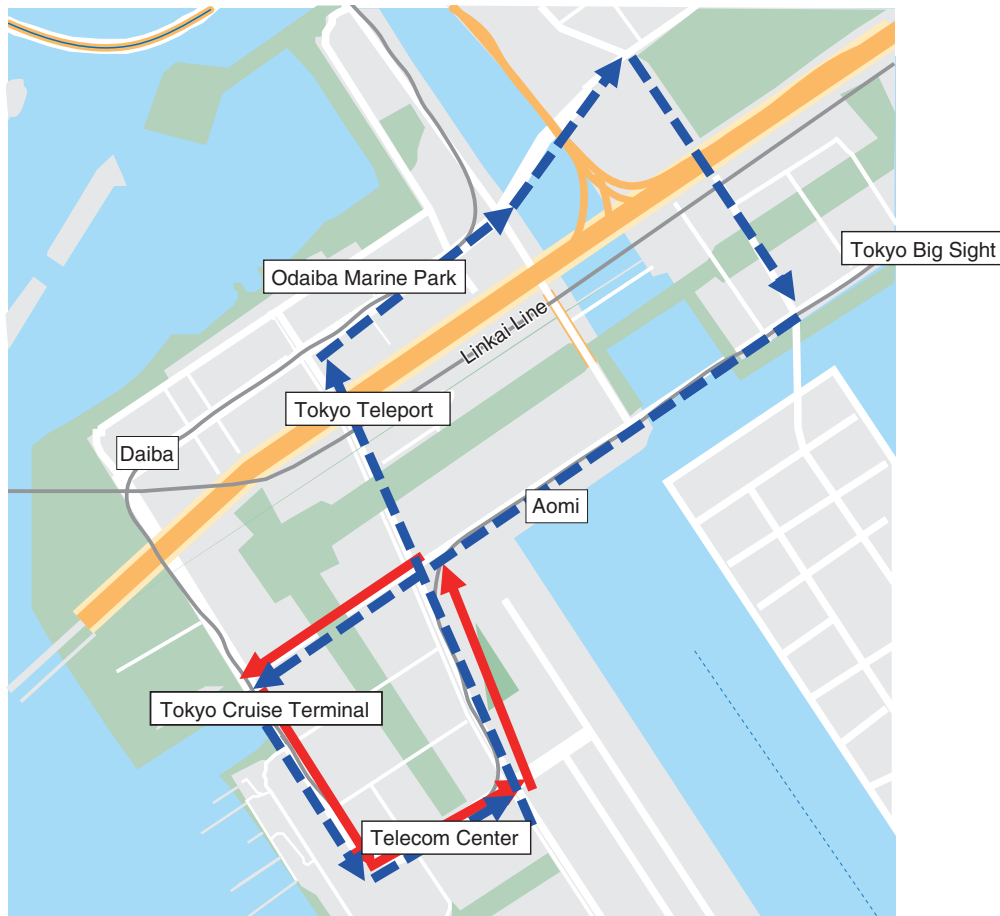 Tokyo Big Sight
Odaiba Marine Park
Linkai Line
Tokyo Teleport
Daiba
Aomi
Tokyo Cruise Terminal
Telecom Center